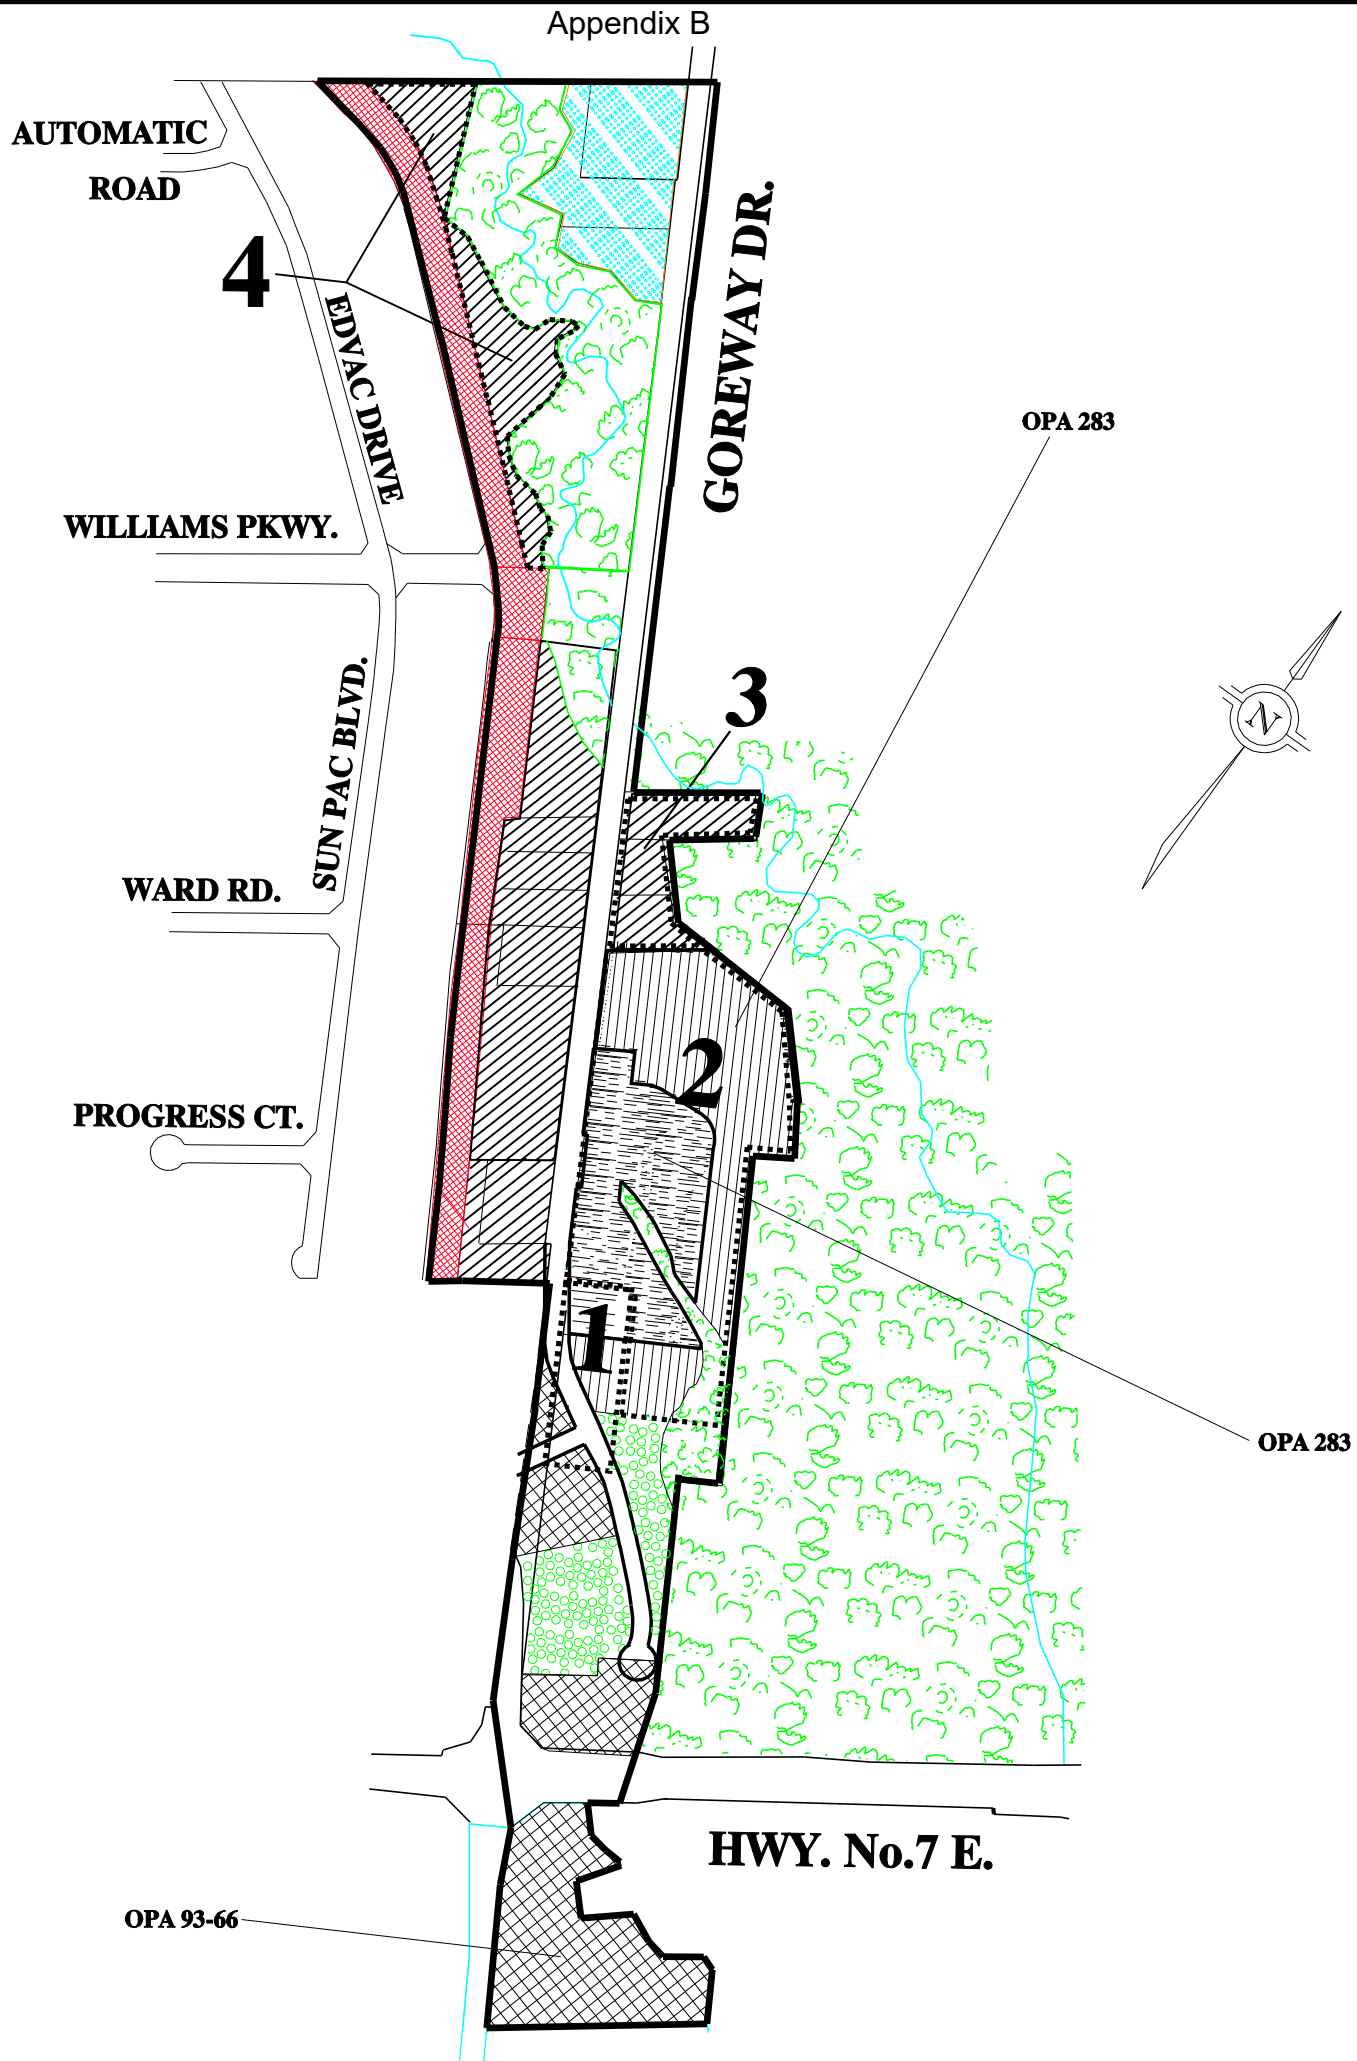 Appendix B
AUTOMATIC
ROAD
4
EDVAC DRIVE
GOREWAY DR.
OPA 283
WILLIAMS PKWY.
SUN PAC BLVD.
3
N
WARD RD.
2
PROGRESS CT.
1
OPA 283
HWY. No.7 E.
OPA 93-66